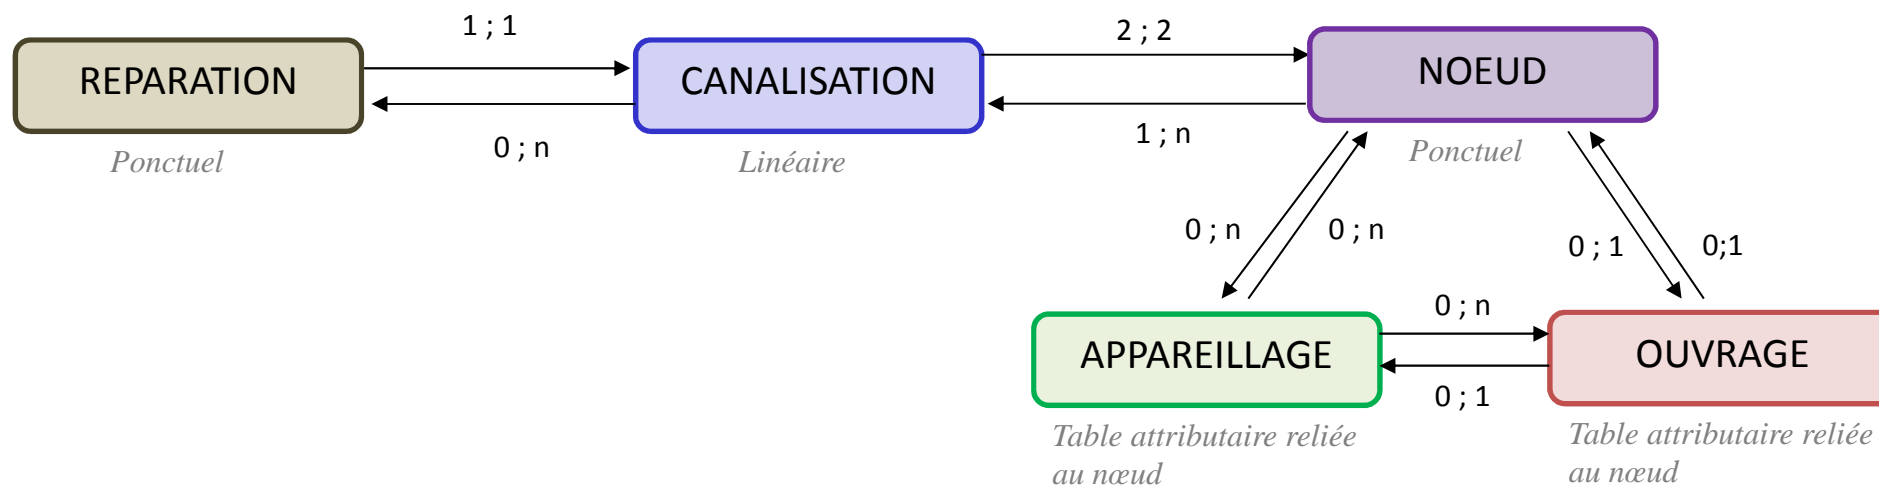 1 ; 1
2 ; 2
REPARATION
CANALISATION
NOEUD
0 ; n
1 ; n
Ponctuel
Linéaire
Ponctuel
0 ; n
0 ; n
0 ; 1
0;1
0 ; n
APPAREILLAGE
OUVRAGE
0 ; 1
Table attributaire reliée
au nœud
Table attributaire reliée
au nœud